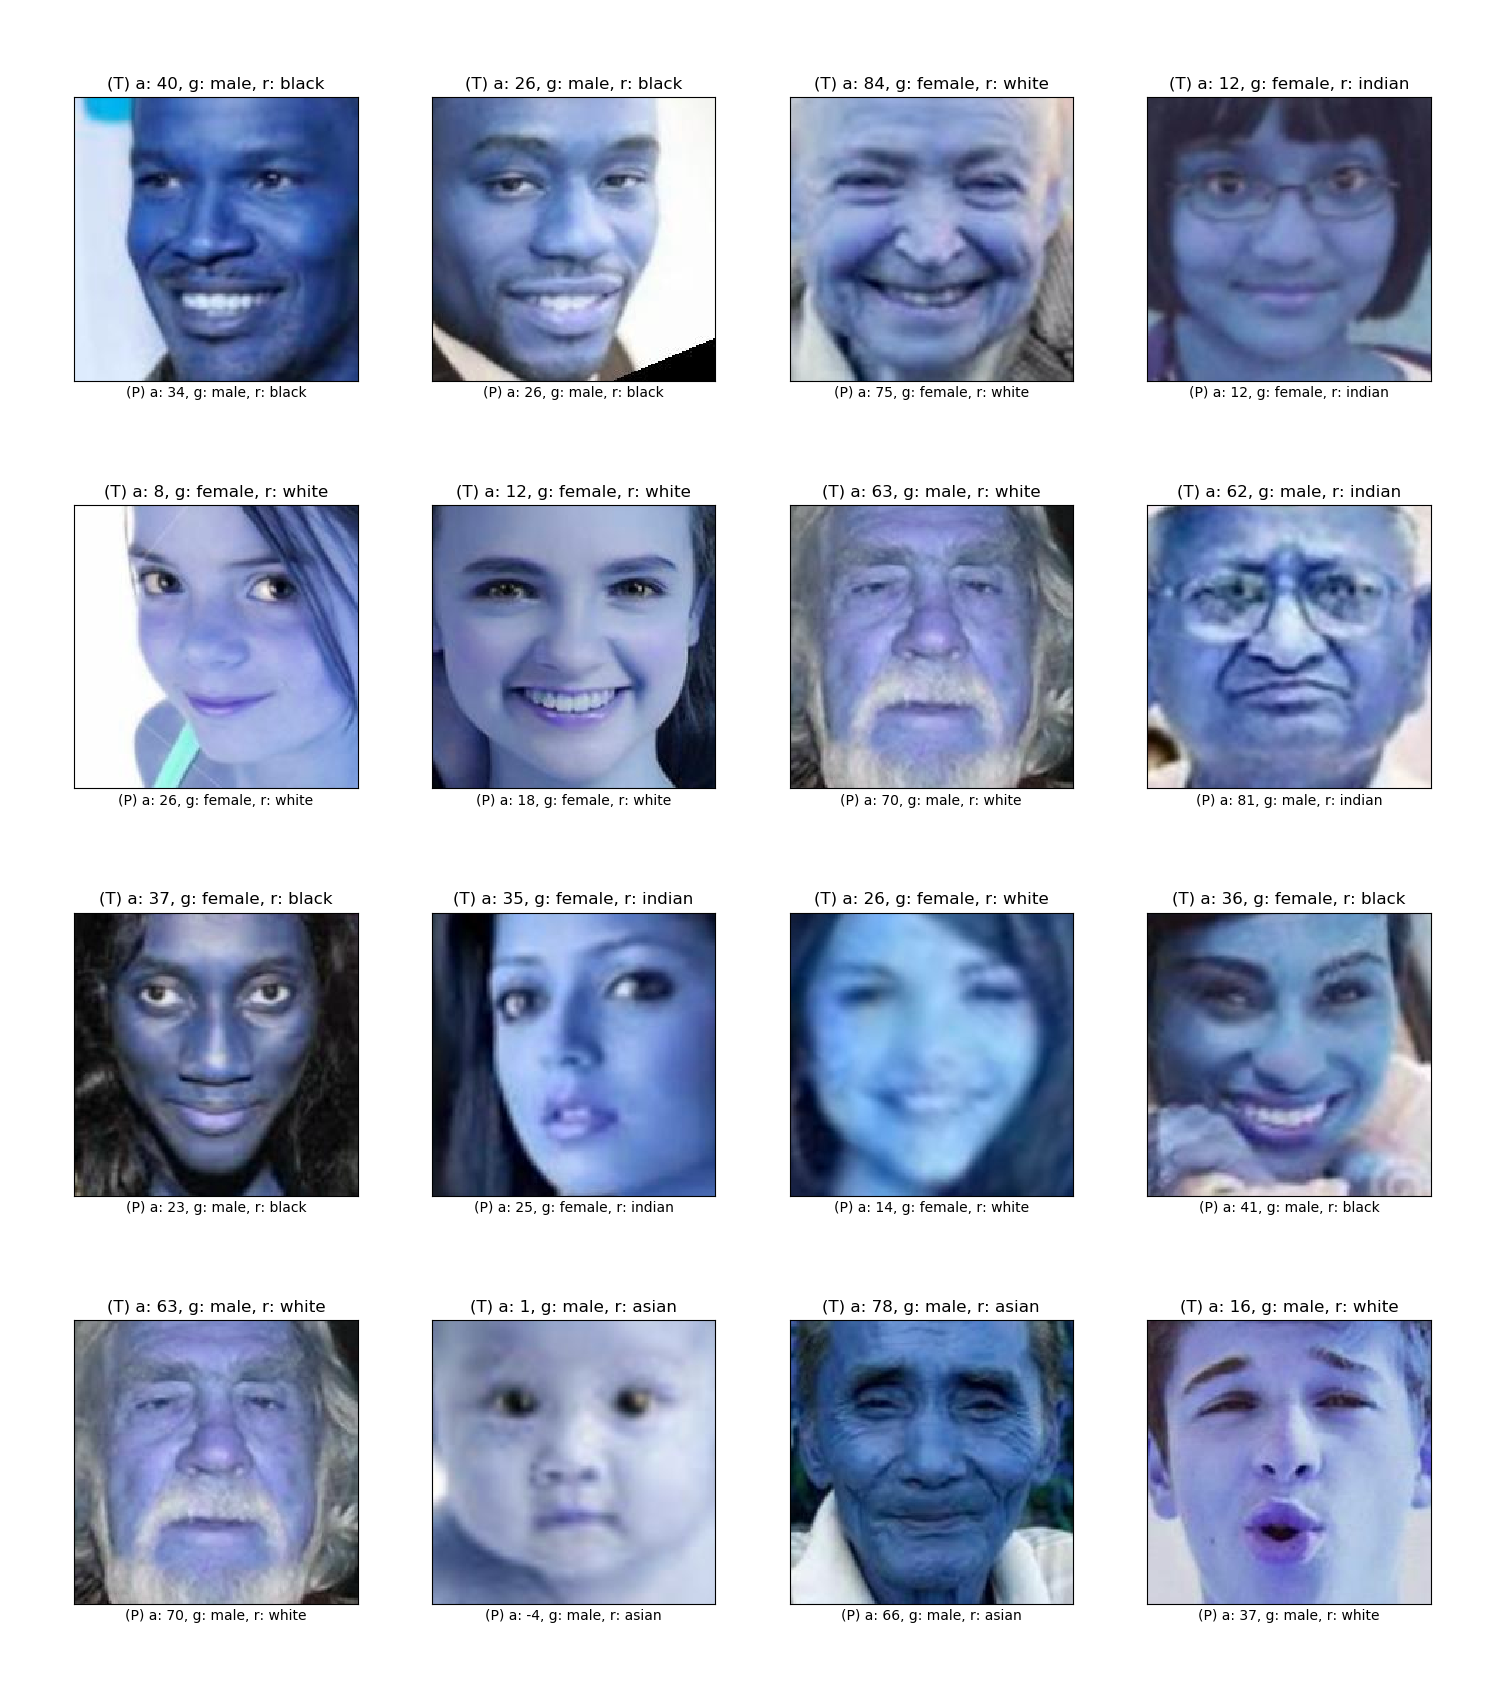 (T) a: 40, g: male, r: black
(T) a: 26, g: male, r: black
(T) a: 84, g: female, r: white
(T) a: 12, g: female, r: indian
(P) a: 34, g: male, r: black
(P) a: 26, g: male, r: black
(P) a: 75, g: female, r: white
(P) a: 12, g: female, r: indian
(T) a: 8, g: female, r: white
(T) a: 12, g: female, r: white
(T) a: 63, g: male, r: white
(T) a: 62, g: male, r: indian
(P) a: 26, g: female, r: white
(P) a: 18, g: female, r: white
(P) a: 70, g: male, r: white
(P) a: 81, g: male, r: indian
(T) a: 37, g: female, r: black
(T) a: 35, g: female, r: indian
(T) a: 26, g: female, r: white
(T) a: 36, g: female, r: black
(P) a: 23, g: male, r: black
(P) a: 25, g: female, r: indian
(P) a: 14, g: female, r: white
(P) a: 41, g: male, r: black
(T) a: 63, g: male, r: white
(T) a: 1, g: male, r: asian
(T) a: 78, g: male, r: asian
(T) a: 16, g: male, r: white
(P) a: 70, g: male, r: white
(P) a: -4, g: male, r: asian
(P) a: 66, g: male, r: asian
(P) a: 37, g: male, r: white